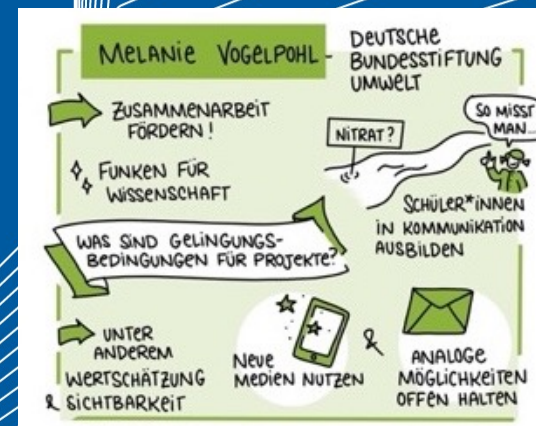 MELANIE VOGELPOHL -
DEUTSCHE
BUNDESSTIFTUNG
UMWELT
ZUSAMMENARBEIT
FÖRDERN!
FUNKEN FÜR
WISSENSCHAFT
NITRAT?
SO MISST
MAN...
SCHÜLER*INNEN
IN KOMMUNIKATION
AUSBILDEN
WAS SIND GELINGUNGS-
BEDINGUNGEN FÜR PROJEKTE?
UNTER
ANDEREM
WERTSCHÄTZUNG
& SICHTBARKEIT
NEUE
MEDIEN NUTZEN
&
ANALOGE
MÖGLICHKEITEN
OFFEN HALTEN